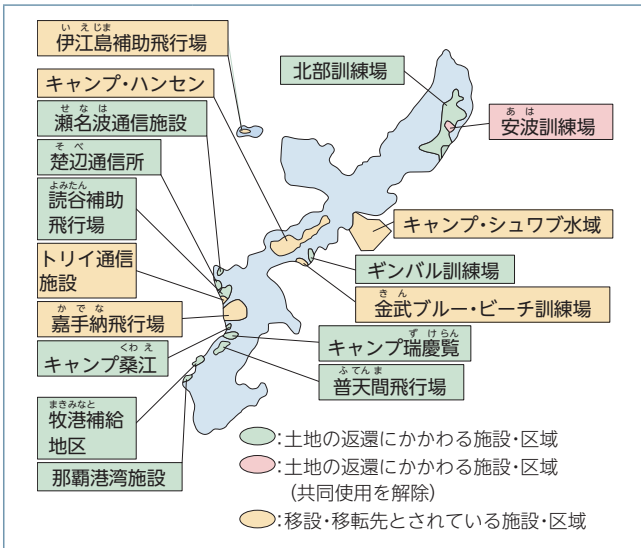 いえじま
伊江島補助飛行場
キャンプ・ハンセン
せなは
瀬名波通信施設
そべ
楚辺通信所
よみたん
読谷補助
飛行場
トリイ通信
施設
かでな
嘉手納飛行場
くわえ
キャンプ桑江
まきみなと
牧港補給
地区
那覇港湾施設
北部訓練場
あは
安波訓練場
キャンプ・シュワブ水域
ギンバル訓練場
きん
金武ブルー・ビーチ訓練場
ずけらん
キャンプ瑞慶覧
ふてんま
普天間飛行場
:土地の返還にかかわる施設・区域
:土地の返還にかかわる施設・区域
(共同使用を解除)
:移設・移転先とされている施設・区域